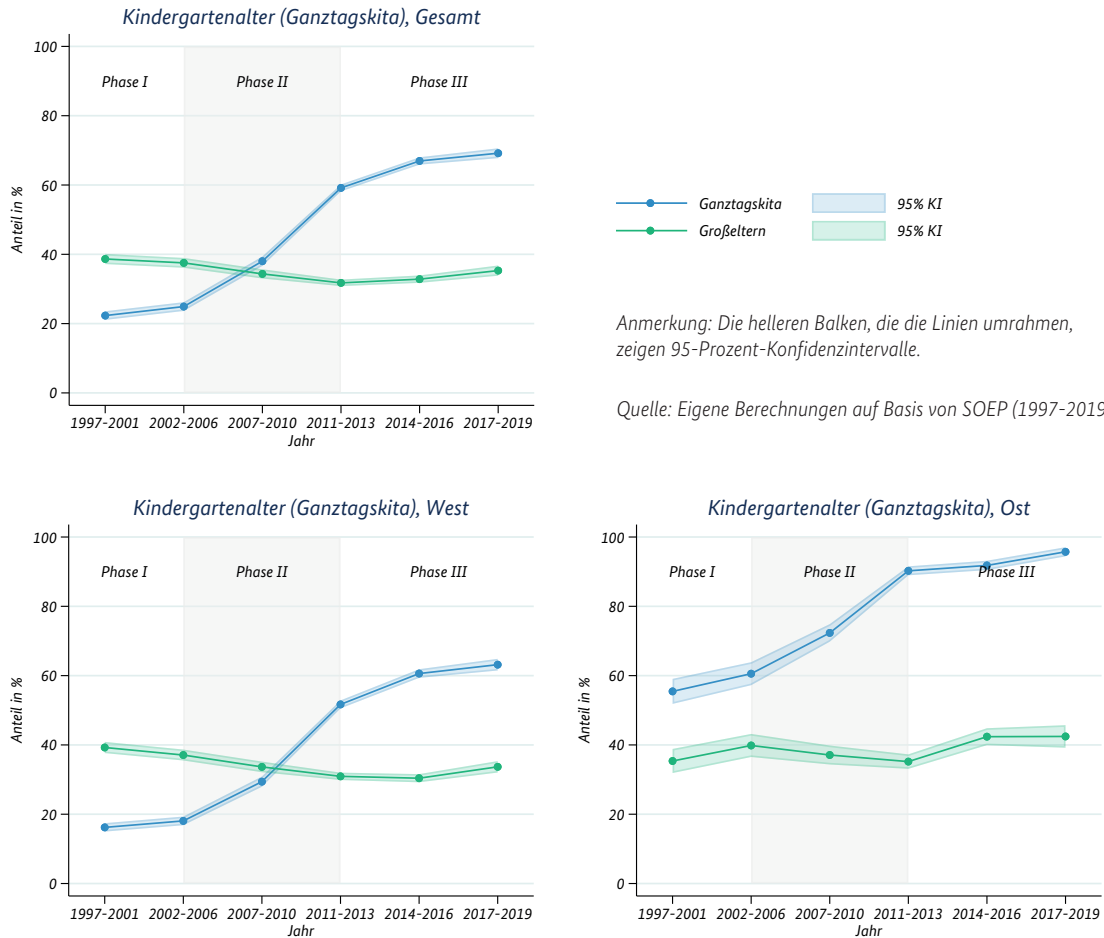 Kindergartenalter (Ganztagskita), Gesamt
100
80
60
40
20
0
Anteil in %
Phase I
Phase II
Phase III
1997-2001 2002-2006 2007-2010 2011-2013 2014-2016 2017-2019
Jahr
Ganztagskita 95% KI
Großeltern 95% KI
Anmerkung: Die helleren Balken, die die Linien umrahmen,
zeigen 95-Prozent-Konfidenzintervalle.
Quelle: Eigene Berechnungen auf Basis von SOEP (1997-2019
Kindergartenalter (Ganztagskita), West
100
80
60
40
20
0
Anteil in %
Phase I
Phase II
Phase III
1997-2001 2002-2006 2007-2010 2011-2013 2014-2016 2017-2019
Jahr
Kindergartenalter (Ganztagskita), Ost
100
80
60
40
20
0
Anteil in %
Phase I
Phase II
Phase III
1997-2001 2002-2006 2007-2010 2011-2013 2014-2016 2017-2019
Jahr